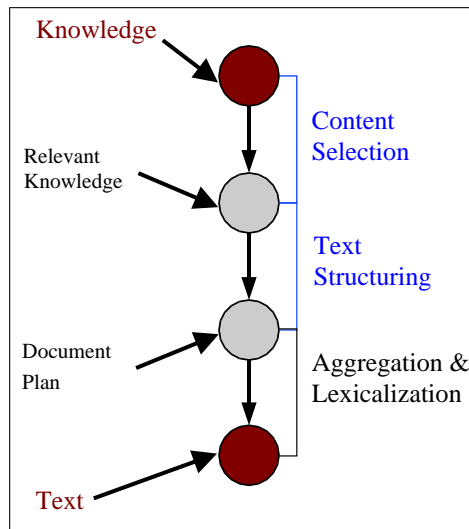 Knowledge
Content
Selection
Relevant
Knowledge
Text
Structuring
Document
Plan
Aggregation &
Lexicalization
Text